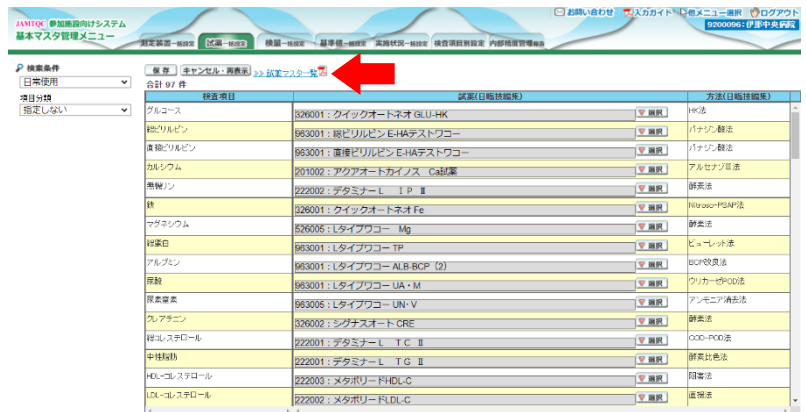 お問い合わせ 入力ガイド 他メニュー選択 ログアウト
JAMTQC 参加施設向けシステム
基本マスタ管理メニュー
9200096:伊那中央病院
測定装置-一括設定 試薬-一括設定 検量-一括設定 基準値-一括設定 実施状況-一括設定 検査項目別設定 内部精度管理報告
検索条件
日常使用
項目分類
指定しない
保存 キャンセル・再表示 >> 試薬マスタ一覧
合計 97 件
検査項目 試薬(日臨技編集) 方法(日臨技編集)
グルコース 326001:クイックオートネオ GLU-HK 選択 HK法
総ビリルビン 963001:総ビリルビン E-HAテストワコー 選択 バナジン酸法
直接ビリルビン 963001:直接ビリルビン E-HAテストワコー 選択 バナジン酸法
カルシウム 201002:アクアオートカイノス Ca試薬 選択 アルセナゾⅢ法
無機リン 222002:デタミナーL IP Ⅱ 選択 酵素法
鉄 326001:クイックオートネオ Fe 選択 Nitroso-PSAP法
マグネシウム 526005:Lタイプワコー Mg 選択 酵素法
総蛋白 963001:Lタイプワコー TP 選択 ビューレット法
アルブミン 963001:Lタイプワコー ALB-BCP(2) 選択 BCP改良法
尿酸 963001:Lタイプワコー UA・M 選択 ウリカーゼPOD法
尿素窒素 963005:Lタイプワコー UN・V 選択 アンモニア消去法
クレアチニン 326002:シグナスオート CRE 選択 酵素法
総コレステロール 222001:デタミナーL TC Ⅱ 選択 COD-POD法
中性脂肪 222001:デタミナーL TG Ⅱ 選択 酵素比色法
HDL-コレステロール 222003:メタボリードHDL-C 選択 阻害法
LDL-コレステロール 222002:メタボリードLDL-C 選択 直接法